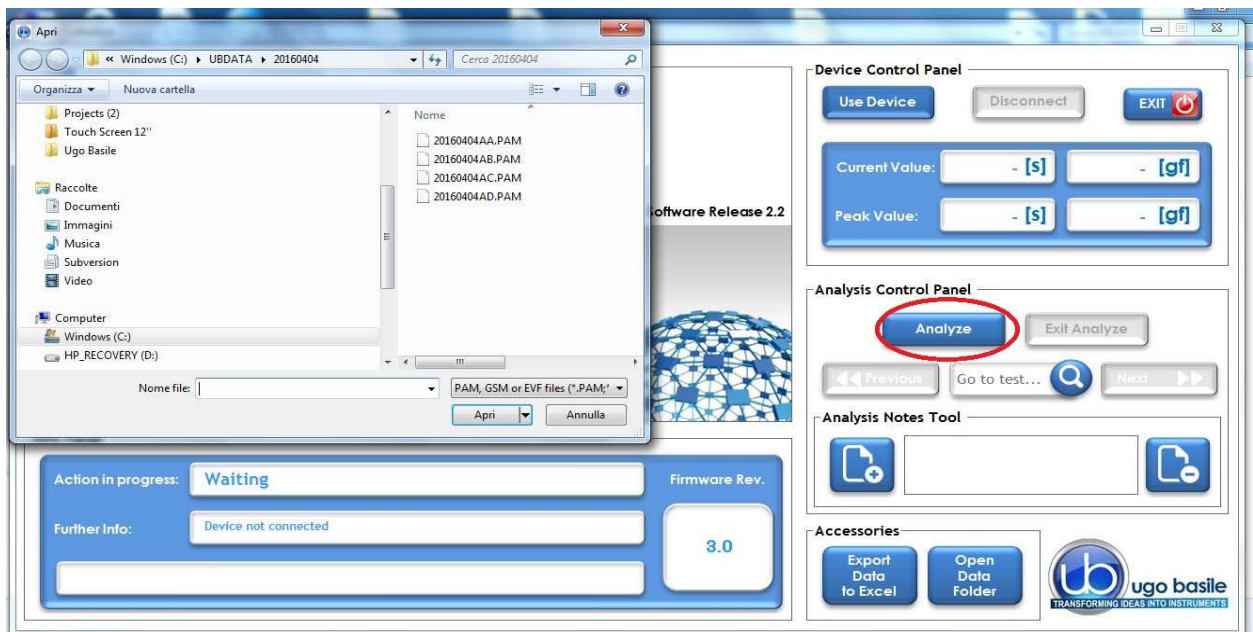 Apri
« Windows (C:) ▸ UBDATA ▸ 20160404
Cerca 20160404
Organizza
Nuova cartella
Projects (2)
Touch Screen 12''
Ugo Basile
Raccolte
Documenti
Immagini
Musica
Subversion
Video
Computer
Windows (C:)
HP_RECOVERY (D:)
Nome
20160404AA.PAM
20160404AB.PAM
20160404AC.PAM
20160404AD.PAM
Nome file:
PAM, GSM or EVF files (*.PAM;*
Apri
Annulla
Software Release 2.2
Action in progress:
Waiting
Firmware Rev.
Further Info:
Device not connected
3.0
Device Control Panel
Use Device
Disconnect
EXIT
Current Value:
- [s]
- [gf]
Peak Value:
- [s]
- [gf]
Analysis Control Panel
Analyze
Exit Analyze
Previous
Go to test...
Next
Analysis Notes Tool
Accessories
Export
Data
to Excel
Open
Data
Folder
ub
ugo basile
TRANSFORMING IDEAS INTO INSTRUMENTS